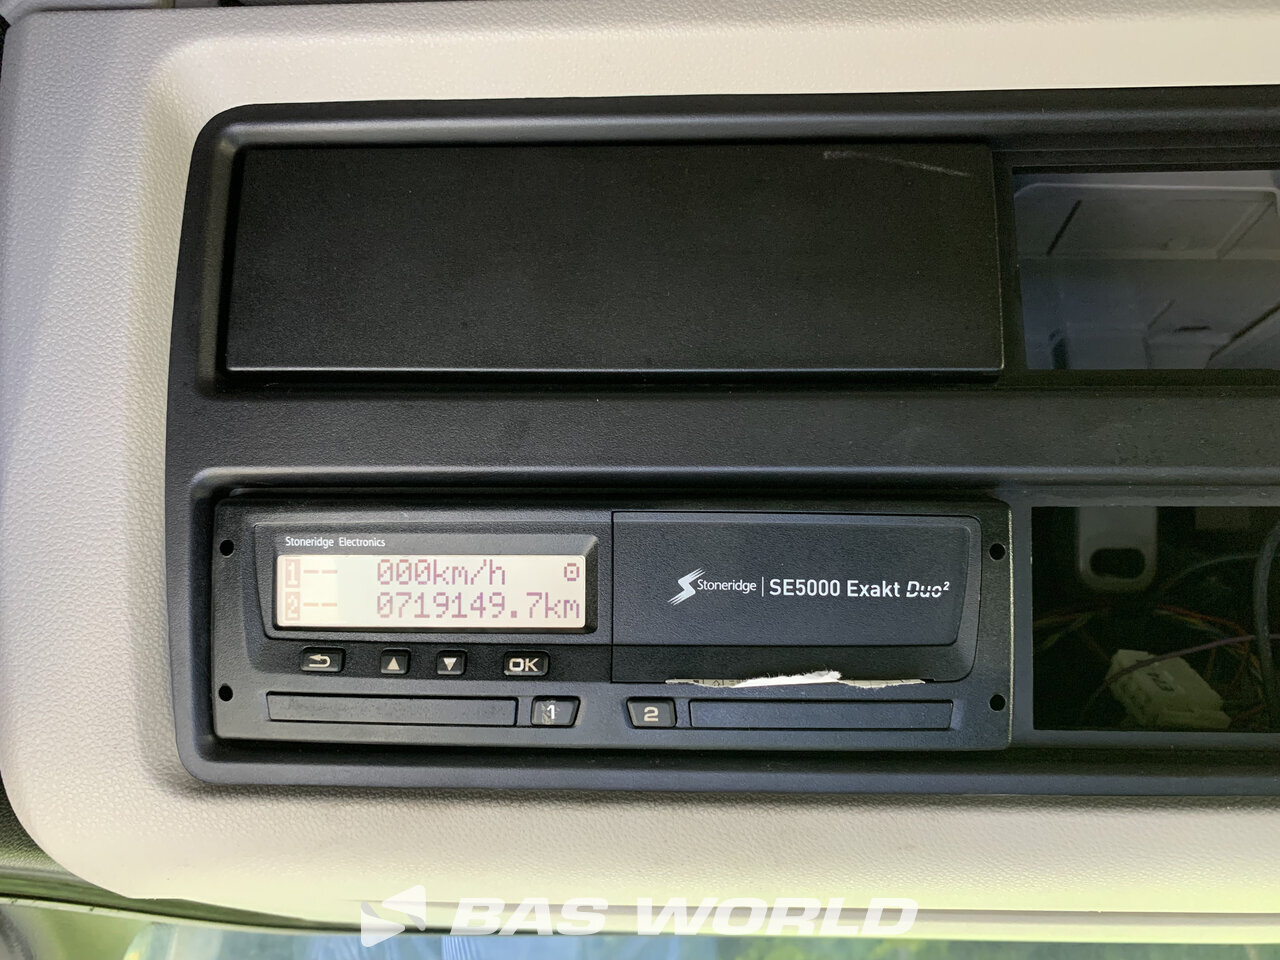 Stoneridge Electronics
1-- 000km/h
2-- 0719149.7km
Stoneridge | SE5000 Exakt Duo²
OK
1
2
BAS WORLD